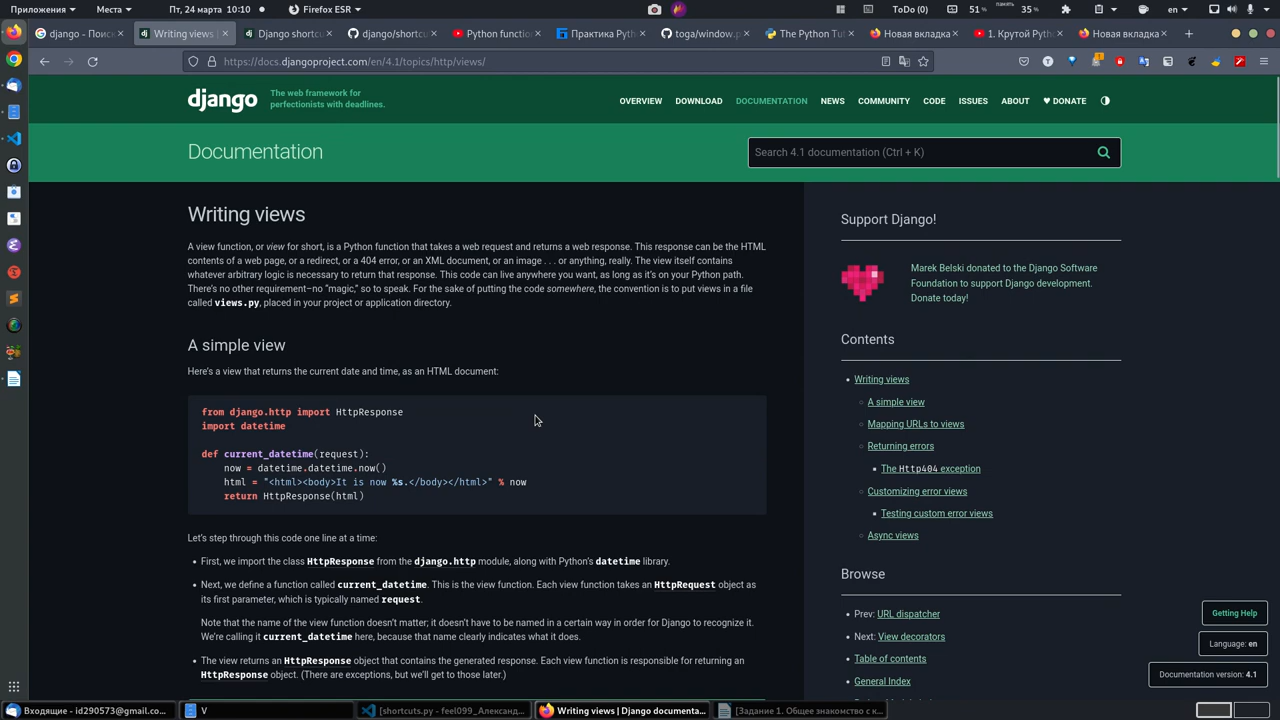 Приложения
Места
Пт, 24 марта 10:10
Firefox ESR
ToDo (0)
51 %
память
35 %
en
django - Поис
Writing views |
Django shortc
django/shortcu
Python functio
Практика Pyth
toga/window.p
The Python Tut
Новая вкладка
1. Крутой Pyth
Новая вкладка
https://docs.djangoproject.com/en/4.1/topics/http/views/
django
The web framework for
perfectionists with deadlines.
OVERVIEW DOWNLOAD DOCUMENTATION NEWS COMMUNITY CODE ISSUES ABOUT ♥ DONATE
Documentation
Search 4.1 documentation (Ctrl + K)
Writing views
A view function, or view for short, is a Python function that takes a web request and returns a web response. This response can be the HTML
contents of a web page, or a redirect, or a 404 error, or an XML document, or an image . . . or anything, really. The view itself contains
whatever arbitrary logic is necessary to return that response. This code can live anywhere you want, as long as it's on your Python path.
There's no other requirement–no “magic,” so to speak. For the sake of putting the code somewhere, the convention is to put views in a file
called views.py, placed in your project or application directory.
A simple view
Here's a view that returns the current date and time, as an HTML document:
from django.http import HttpResponse
import datetime
def current_datetime(request):
now = datetime.datetime.now()
html = "<html><body>It is now %s.</body></html>" % now
return HttpResponse(html)
Let's step through this code one line at a time:
• First, we import the class HttpResponse from the django.http module, along with Python's datetime library.
• Next, we define a function called current_datetime. This is the view function. Each view function takes an HttpRequest object as
its first parameter, which is typically named request.
Note that the name of the view function doesn't matter; it doesn't have to be named in a certain way in order for Django to recognize it.
We're calling it current_datetime here, because that name clearly indicates what it does.
• The view returns an HttpResponse object that contains the generated response. Each view function is responsible for returning an
HttpResponse object. (There are exceptions, but we'll get to those later.)
Support Django!
Marek Belski donated to the Django Software
Foundation to support Django development.
Donate today!
Contents
Writing views
A simple view
Mapping URLs to views
Returning errors
The Http404 exception
Customizing error views
Testing custom error views
Async views
Browse
Prev: URL dispatcher
Next: View decorators
Table of contents
General Index
Getting Help
Language: en
Documentation version: 4.1
Входящие - id290573@gmail.co...
V
[shortcuts.py - feel099_Александ...
Writing views | Django documenta...
[Задание 1. Общее знакомство с к...